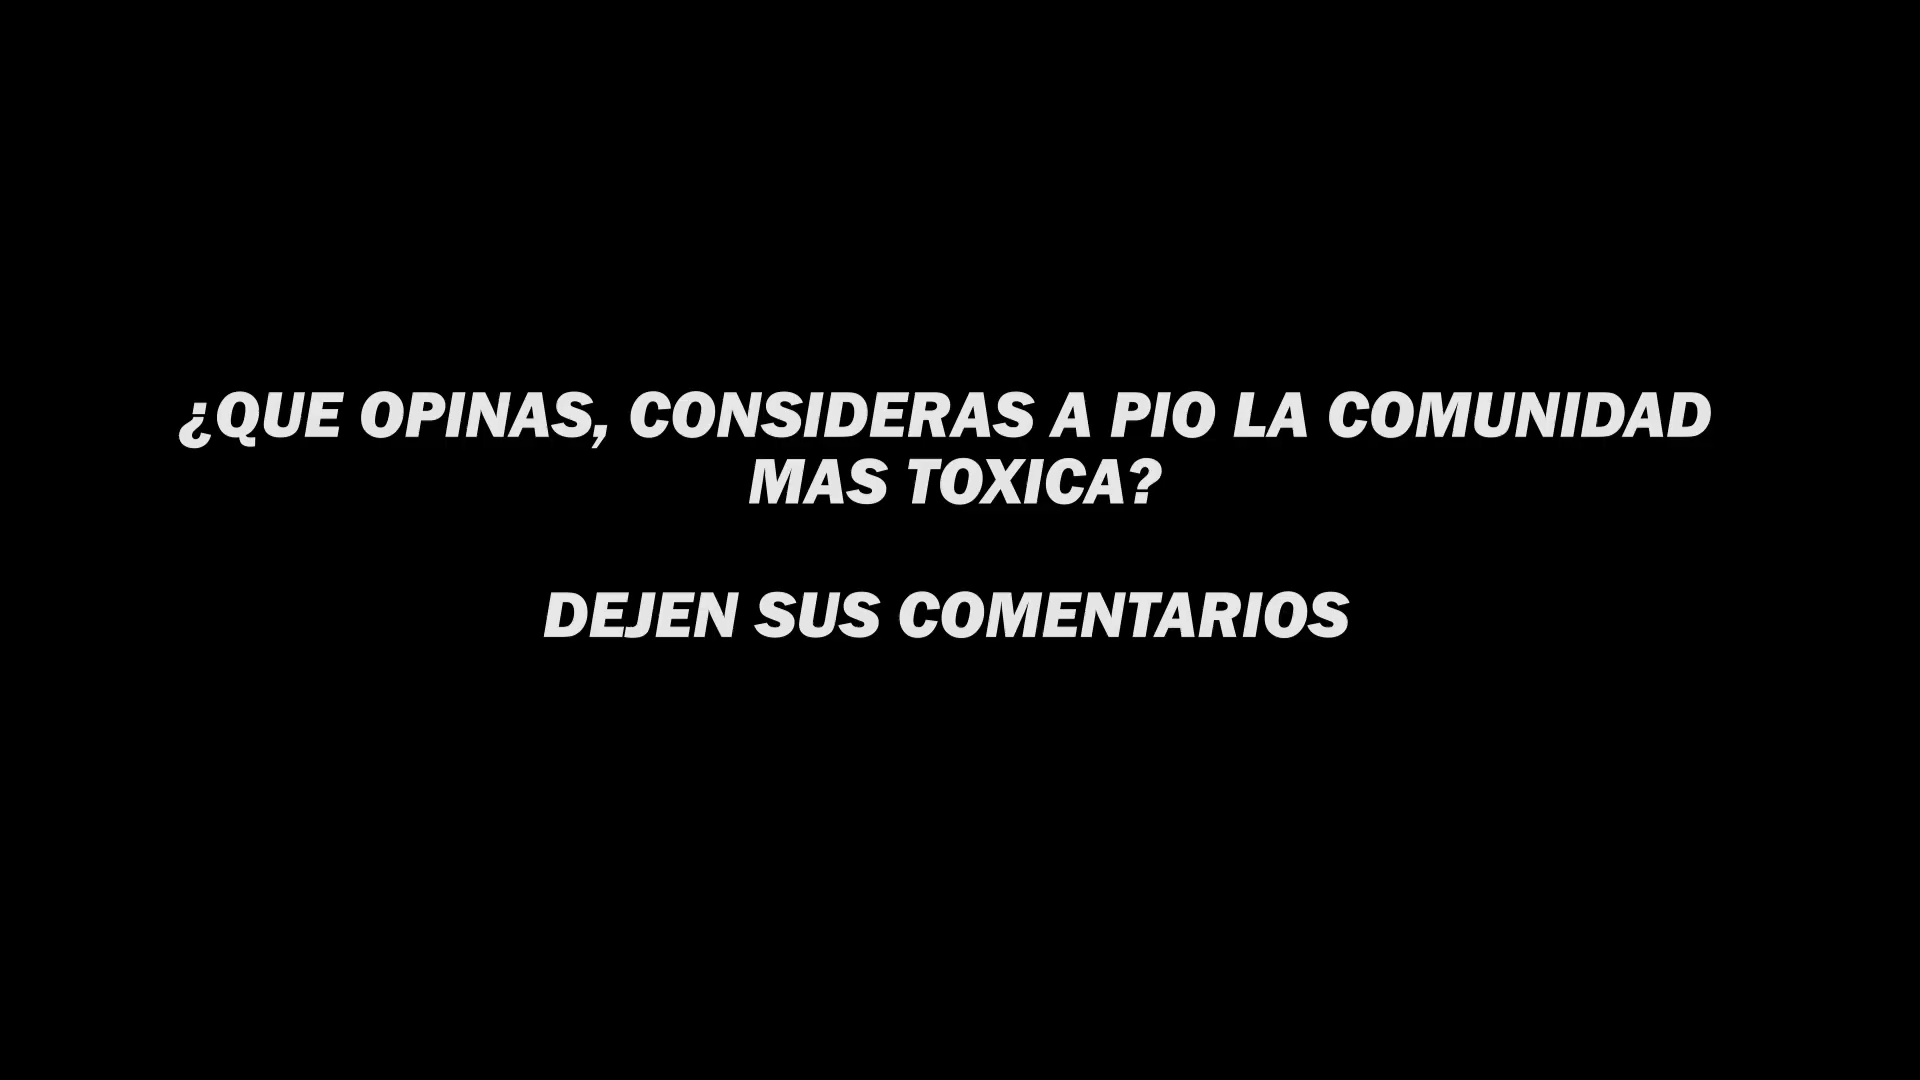 ¿QUE OPINAS, CONSIDERAS A PIO LA COMUNIDAD
MAS TOXICA?
DEJEN SUS COMENTARIOS